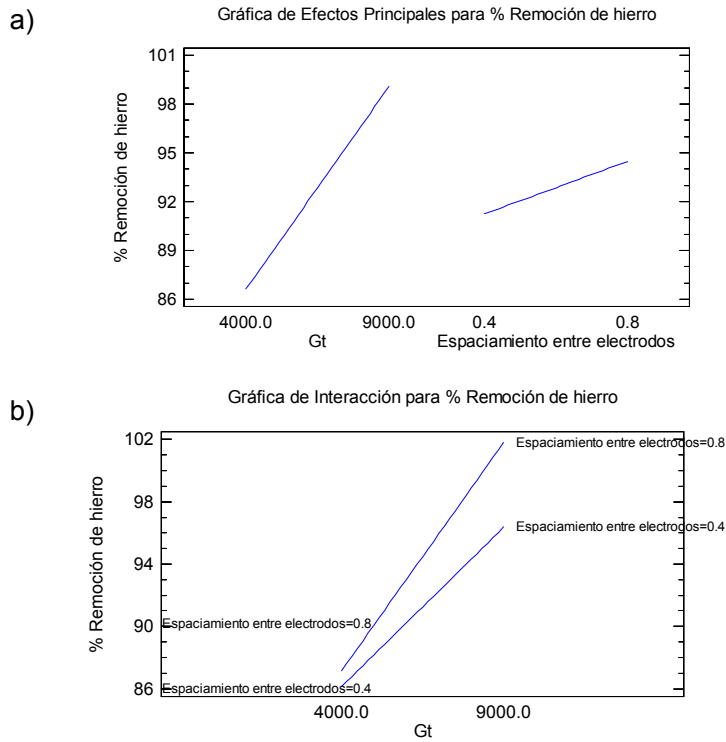 a)
Gráfica de Efectos Principales para % Remoción de hierro
101
98
95
92
89
86
% Remoción de hierro
4000.0 9000.0 0.4 0.8
Gt Espaciamiento entre electrodos
b)
Gráfica de Interacción para % Remoción de hierro
102
98
94
90
86
% Remoción de hierro
Espaciamiento entre electrodos=0.8
Espaciamiento entre electrodos=0.4
Espaciamiento entre electrodos=0.8
Espaciamiento entre electrodos=0.4
4000.0 9000.0
Gt